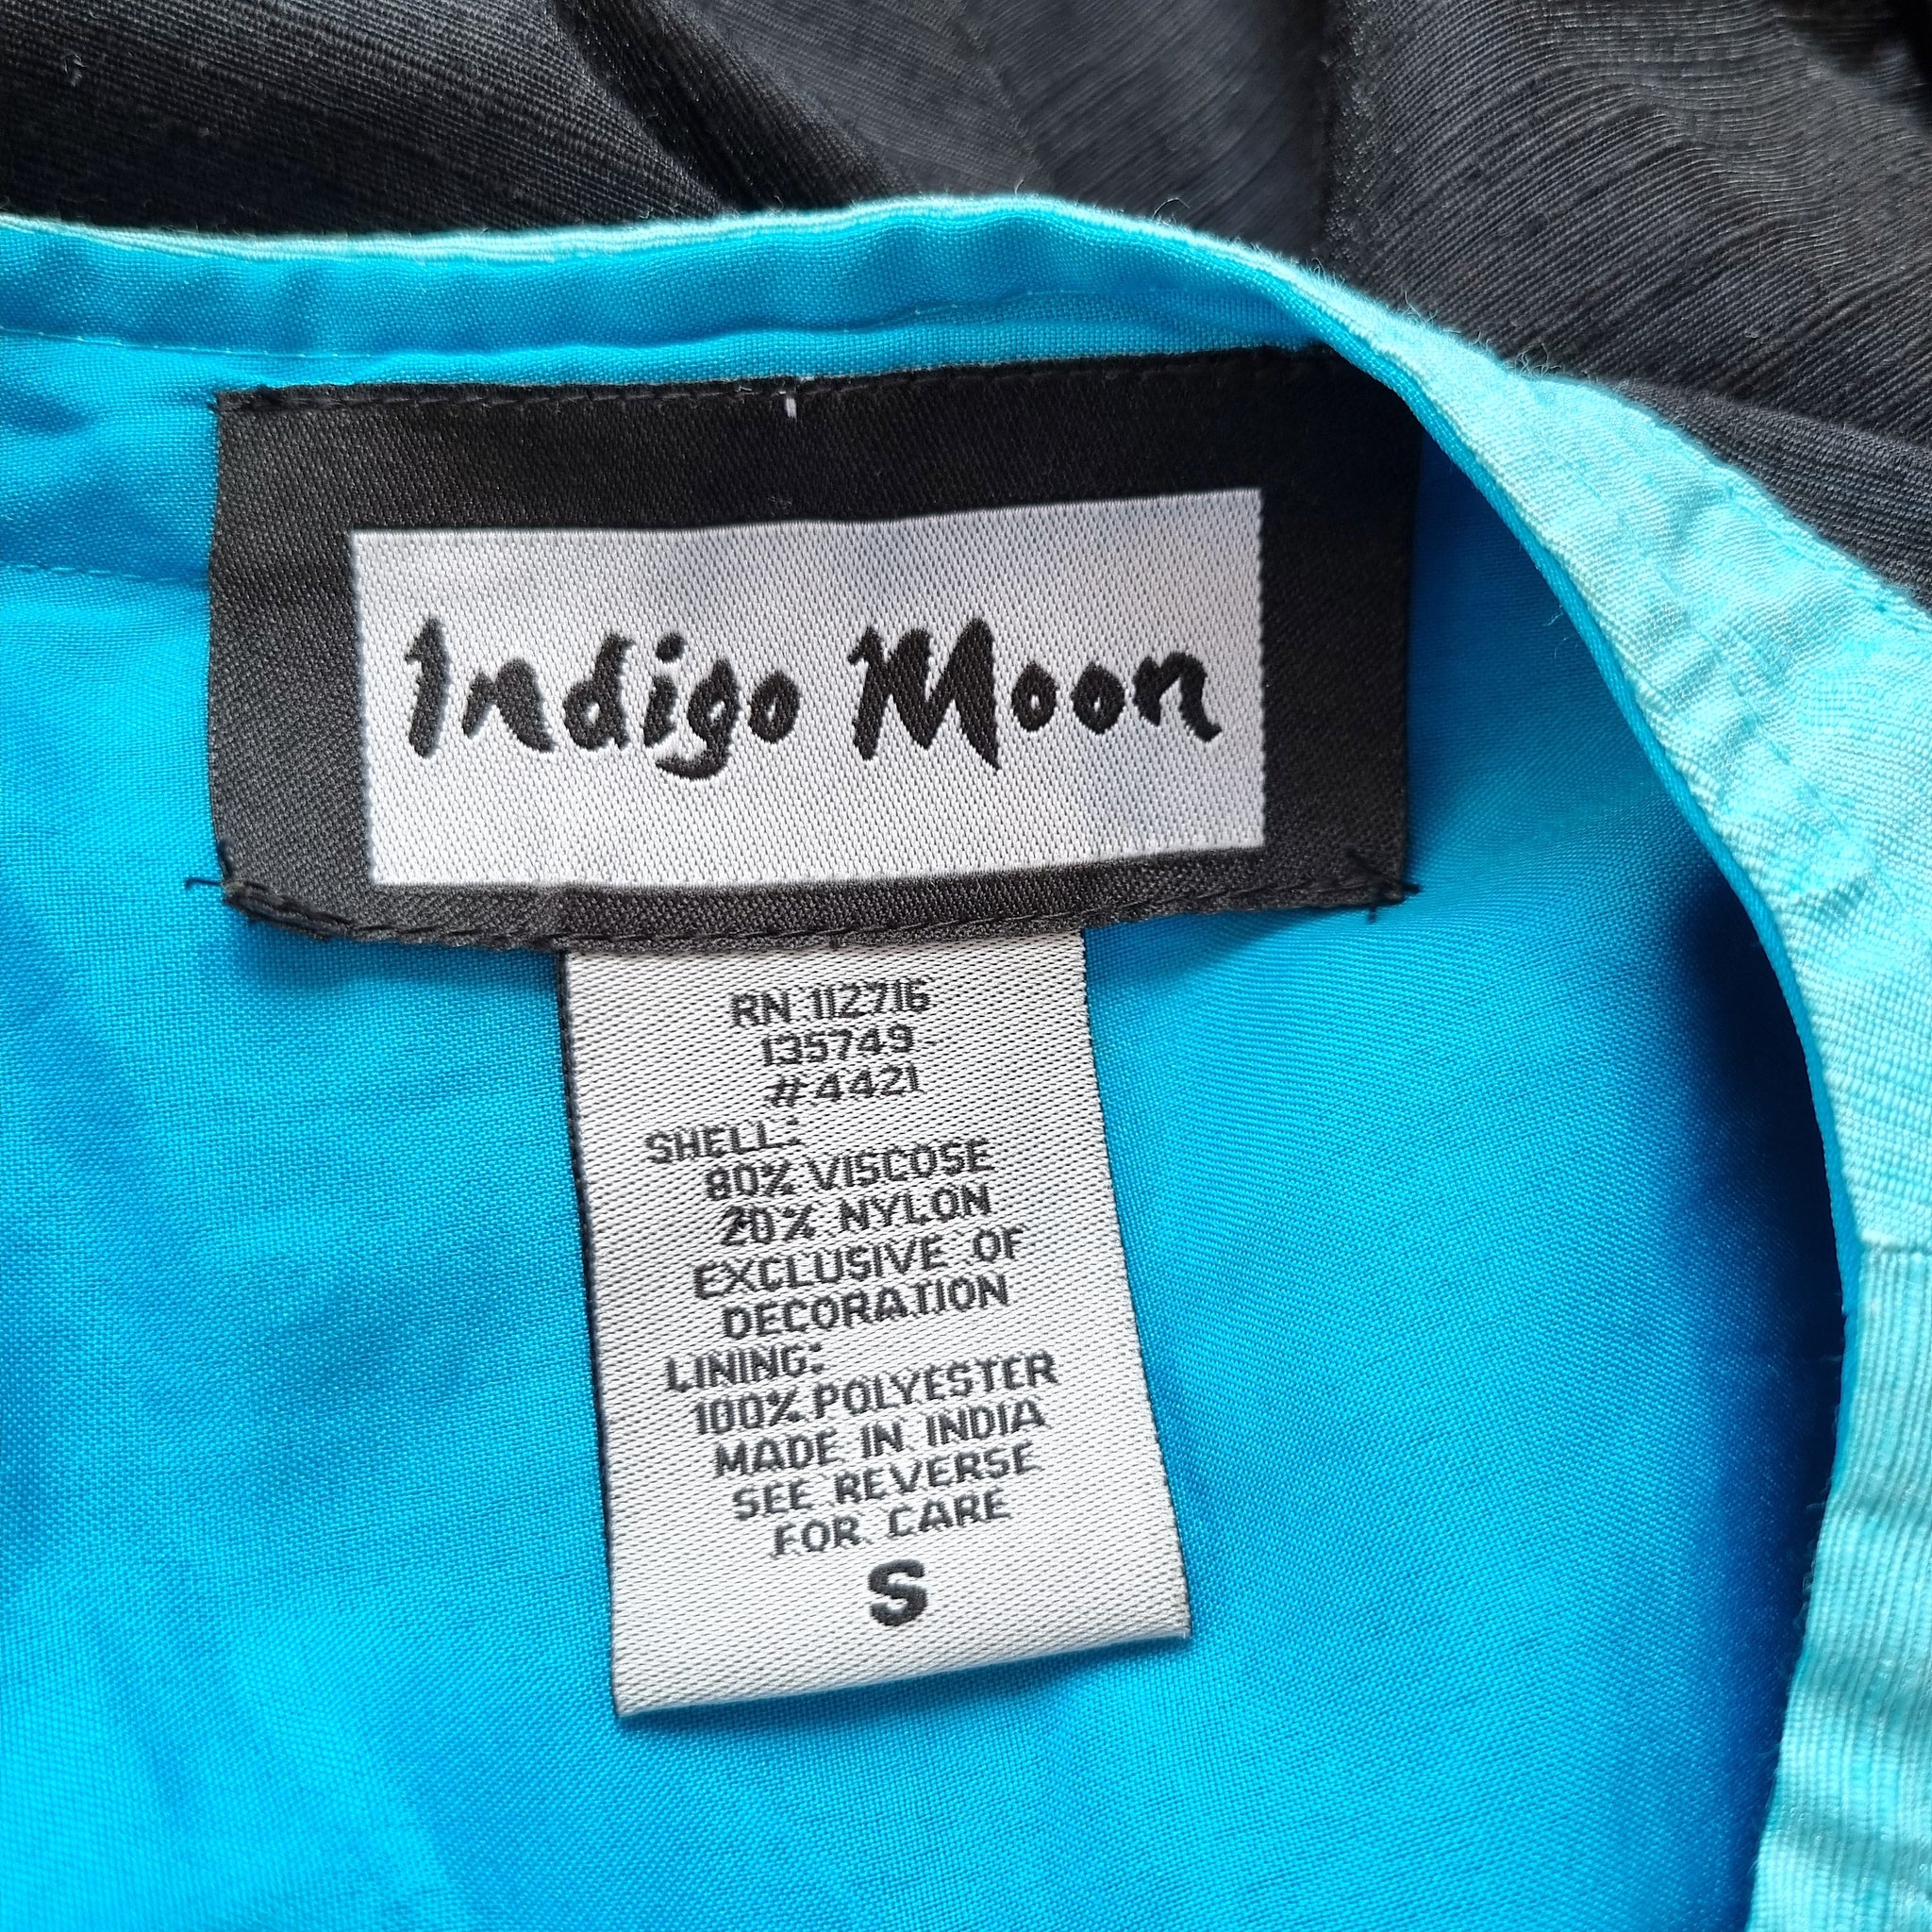 Indigo Moon
RN 112716
135749
#4421
SHELL:
80% VISCOSE
20% NYLON
EXCLUSIVE OF
DECORATION
LINING:
100% POLYESTER
MADE IN INDIA
SEE REVERSE
FOR CARE
S